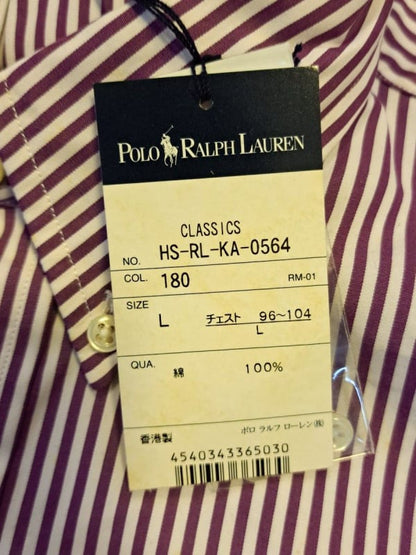 POLO RALPH LAUREN
CLASSICS
NO. HS-RL-KA-0564
COL. 180 RM-01
SIZE L チェスト 96~104
L
QUA. 綿 100%
香港製 ポロ ラルフ ローレン㈱
4540343365030